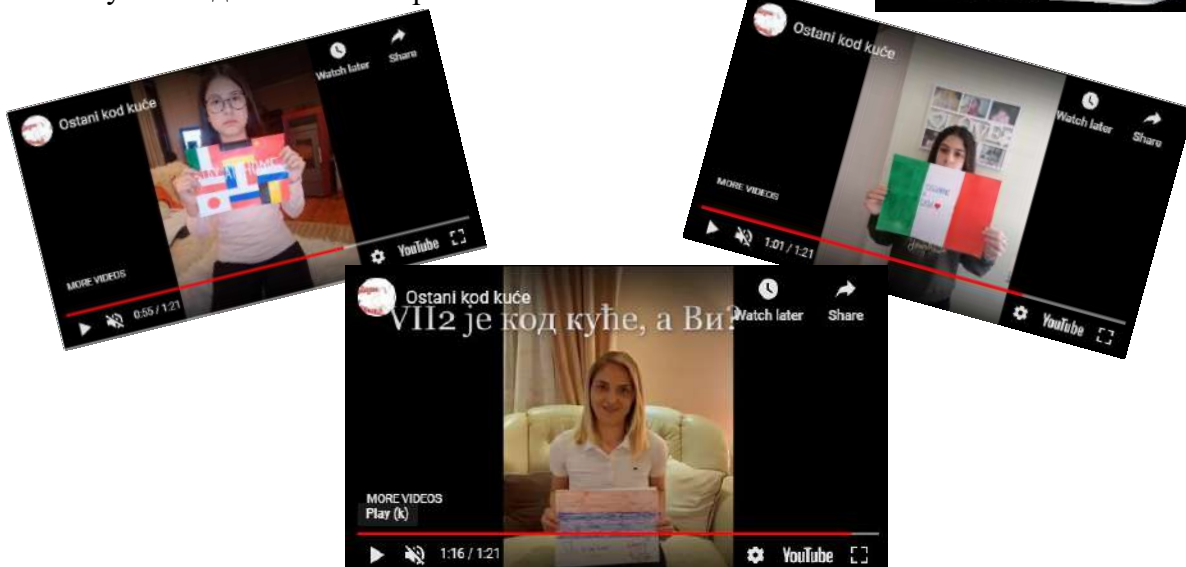 Ostani kod kuće
Watch later
Share
AT HOME
MORE VIDEOS
0:55 / 1:21
YouTube
Ostani kod kuće
Watch later
Share
MORE VIDEOS
1:01 / 1:21
YouTube
Ostani kod kuće
VII2 је код куће, а Ви?
Watch later
Share
MORE VIDEOS
Play (k)
1:16 / 1:21
YouTube